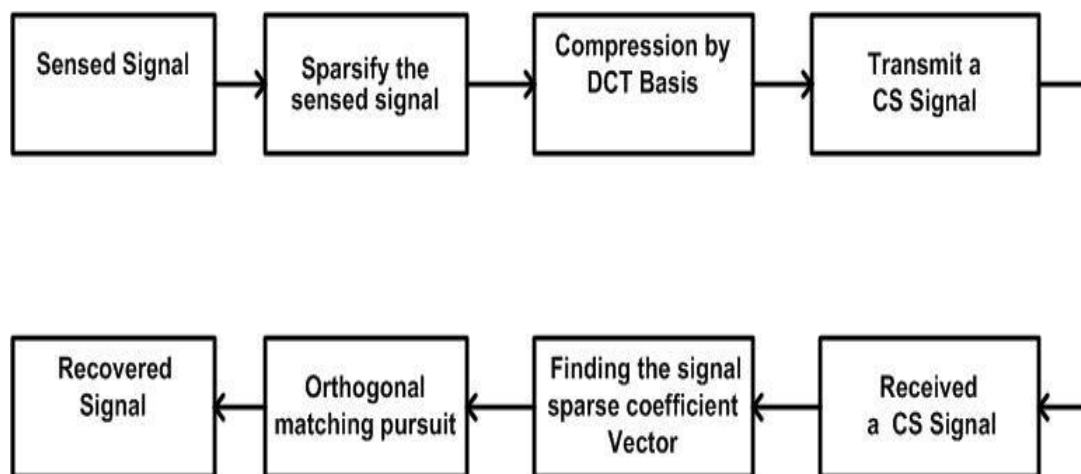 Sensed Signal
Sparsify the
sensed signal
Compression by
DCT Basis
Transmit a
CS Signal
Recovered
Signal
Orthogonal
matching pursuit
Finding the signal
sparse coefficient
Vector
Received
a CS Signal